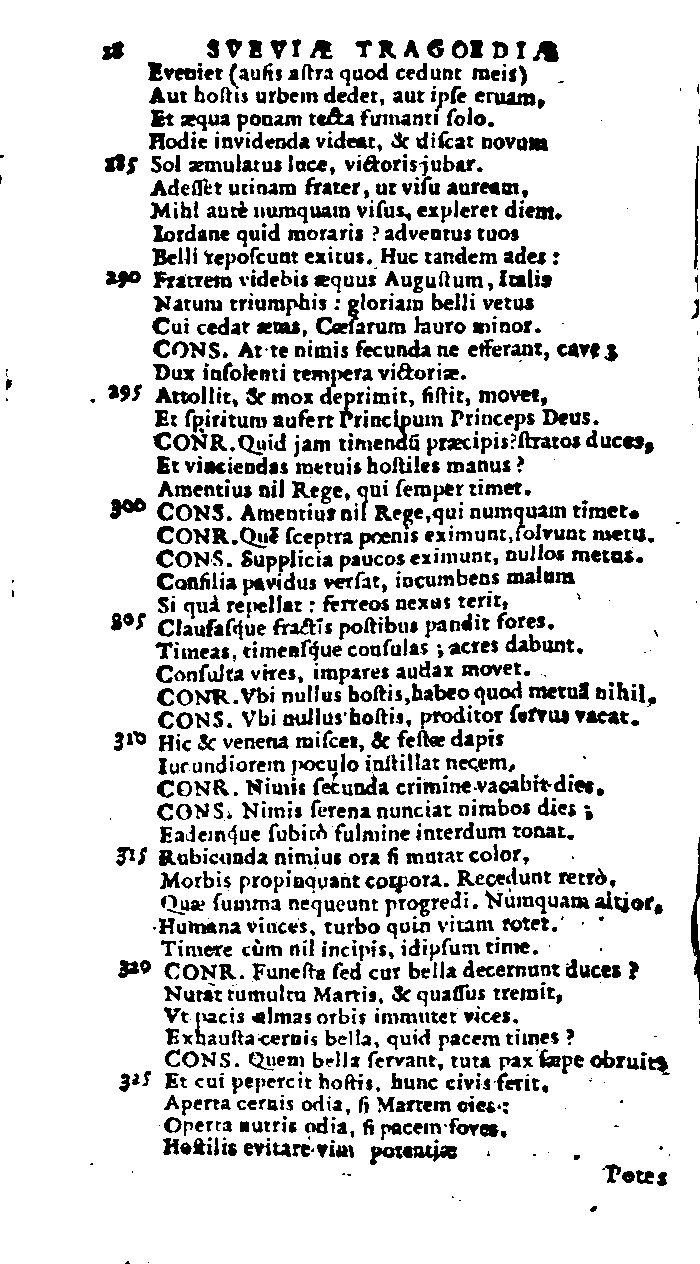 28 SVEVIÆ TRAGOEDIÆ
Eveniet (ausis astra quod cedunt meis)
Aut hostis urbem dedet, aut ipse eruam,
Et æqua ponam tecta fumanti solo.
Hodie invidenda videat, & discat novum
285 Sol æmulatus luce, victoris jubar.
Adesset utinam frater, ut visu auream,
Mihi autè numquam visus, expleret diem.
Iordane quid moraris ? adventus tuos
Belli reposcunt exitus. Huc tandem ades :
290 Fratrem videbis æquus Augustum, Italis
Natum triumphis : gloriam belli vetus
Cui cedat ætas, Cæsarum lauro minor.
CONS. At te nimis fecunda ne efferant, cave ;
Dux insolenti tempera victoriæ.
295 Attollit, & mox deprimit, sistit, movet,
Et spiritum aufert Principum Princeps Deus.
CONR. Quid jam timendū præcipis? stratos duces,
Et vinciendas metuis hostiles manus ?
Amentius nil Rege, qui semper timet.
300 CONS. Amentius nil Rege, qui numquam timet.
CONR. Quē sceptra pœnis eximunt, solvunt metu.
CONS. Supplicia paucos eximunt, nullos metus.
Consilia pavidus versat, incumbens malum
Si quà repellat : ferreos nexus terit,
305 Clausasque fractis postibus pandit fores.
Timeas, timensque consulas ; acres dabunt.
Consulta vires, impares audax movet.
CONR. Vbi nullus hostis, habeo quod metuā nihil,
CONS. Vbi nullus hostis, proditor servus vacat.
310 Hic & venena miscet, & festæ dapis
Iucundiorem poculo instillat necem,
CONR. Nimis secunda crimine vacabit dies,
CONS. Nimis serena nunciat nimbos dies ;
Eademque subitò fulmine interdum tonat.
315 Rubicunda nimius ora si mutat color,
Morbis propinquant corpora. Recedunt retrò,
Quæ summa nequeunt progredi. Numquam altior,
Humana vinces, turbo quin vitam rotet.
Timere cùm nil incipis, idipsum time.
320 CONR. Funesta sed cur bella decernunt duces ?
Nutat tumultu Martis, & quassus tremit,
Vt pacis almas orbis immutet vices.
Exhausta cernis bella, quid pacem times ?
CONS. Quem bella servant, tuta pax sæpe obruit,
325 Et cui pepercit hostis, hunc civis ferit.
Aperta cernis odia, si Martem cies :
Operta nutris odia, si pacem foves.
Hostilis evitare vim potentiæ
Potes